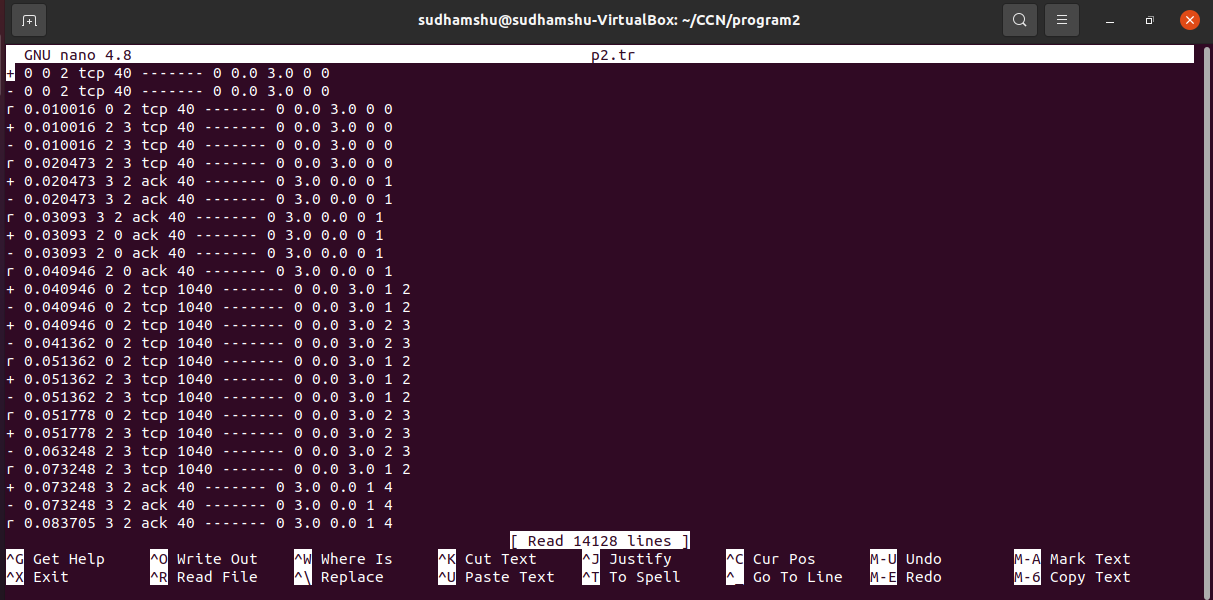 sudhamshu@sudhamshu-VirtualBox: ~/CCN/program2
GNU nano 4.8 p2.tr
+ 0 0 2 tcp 40 ------- 0 0.0 3.0 0 0
- 0 0 2 tcp 40 ------- 0 0.0 3.0 0 0
r 0.010016 0 2 tcp 40 ------- 0 0.0 3.0 0 0
+ 0.010016 2 3 tcp 40 ------- 0 0.0 3.0 0 0
- 0.010016 2 3 tcp 40 ------- 0 0.0 3.0 0 0
r 0.020473 2 3 tcp 40 ------- 0 0.0 3.0 0 0
+ 0.020473 3 2 ack 40 ------- 0 3.0 0.0 0 1
- 0.020473 3 2 ack 40 ------- 0 3.0 0.0 0 1
r 0.03093 3 2 ack 40 ------- 0 3.0 0.0 0 1
+ 0.03093 2 0 ack 40 ------- 0 3.0 0.0 0 1
- 0.03093 2 0 ack 40 ------- 0 3.0 0.0 0 1
r 0.040946 2 0 ack 40 ------- 0 3.0 0.0 0 1
+ 0.040946 0 2 tcp 1040 ------- 0 0.0 3.0 1 2
- 0.040946 0 2 tcp 1040 ------- 0 0.0 3.0 1 2
+ 0.040946 0 2 tcp 1040 ------- 0 0.0 3.0 2 3
- 0.041362 0 2 tcp 1040 ------- 0 0.0 3.0 2 3
r 0.051362 0 2 tcp 1040 ------- 0 0.0 3.0 1 2
+ 0.051362 2 3 tcp 1040 ------- 0 0.0 3.0 1 2
- 0.051362 2 3 tcp 1040 ------- 0 0.0 3.0 1 2
r 0.051778 0 2 tcp 1040 ------- 0 0.0 3.0 2 3
+ 0.051778 2 3 tcp 1040 ------- 0 0.0 3.0 2 3
- 0.063248 2 3 tcp 1040 ------- 0 0.0 3.0 2 3
r 0.073248 2 3 tcp 1040 ------- 0 0.0 3.0 1 2
+ 0.073248 3 2 ack 40 ------- 0 3.0 0.0 1 4
- 0.073248 3 2 ack 40 ------- 0 3.0 0.0 1 4
r 0.083705 3 2 ack 40 ------- 0 3.0 0.0 1 4
[ Read 14128 lines ]
^G Get Help ^O Write Out ^W Where Is ^K Cut Text ^J Justify ^C Cur Pos M-U Undo M-A Mark Text
^X Exit ^R Read File ^\ Replace ^U Paste Text ^T To Spell ^_ Go To Line M-E Redo M-6 Copy Text